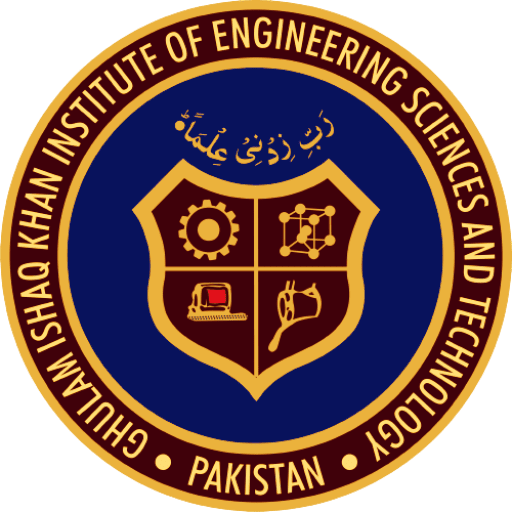 GHULAM ISHAQ KHAN INSTITUTE OF ENGINEERING SCIENCES AND TECHNOLOGY
رَبِّ زِدْنِیْ عِلْمَاً
• PAKISTAN •